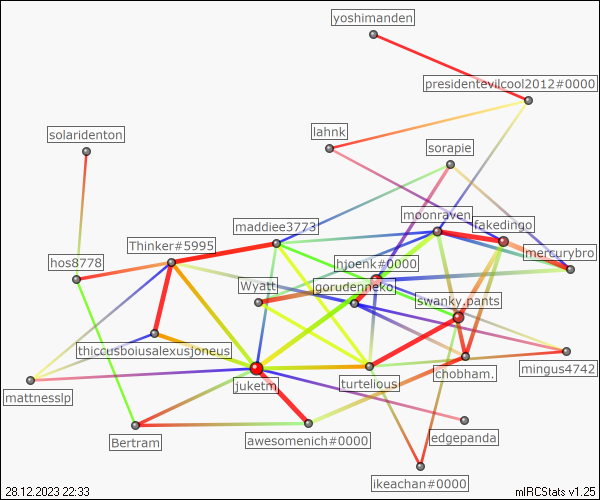 yoshimanden
presidentevilcool2012#0000
solaridenton
lahnk
sorapie
moonraven
maddiee3773
fakedingo
Thinker#5995
mercurybro
hos8778
hjoenk#0000
Wyatt
gorudenneko
swanky.pants
thiccusboiusalexusjoneus
mingus4742
chobham.
juketm
turtelious
mattnesslp
edgepanda
Bertram
awesomenich#0000
ikeachan#0000
28.12.2023 22:33
mIRCStats v1.25